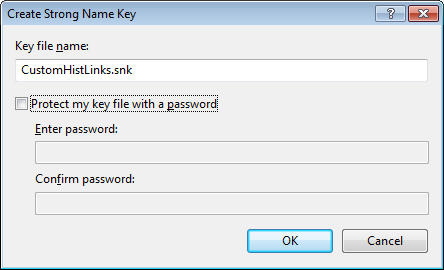 Create Strong Name Key
Key file name:
CustomHistLinks.snk
Protect my key file with a password
Enter password:
Confirm password:
OK
Cancel